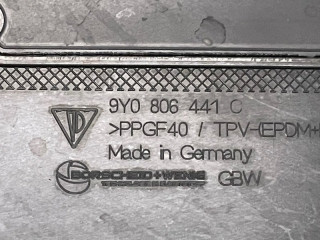 9Y0 806 441 C
>PPGF40 / TPV-(EPDM+
Made in Germany
BORSCHEID+WENIG
GBW